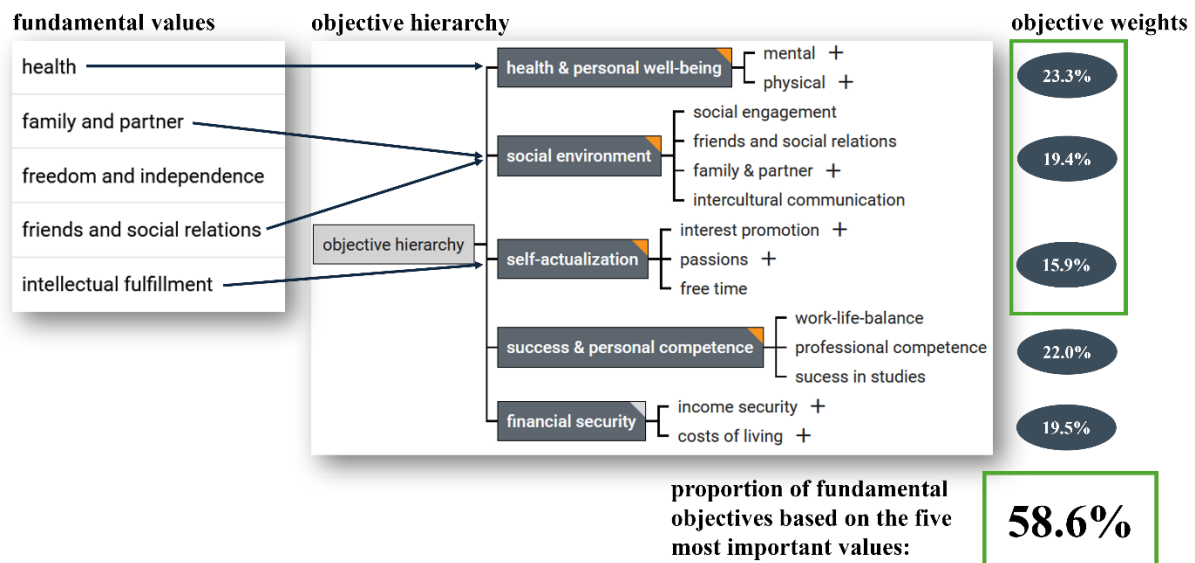 fundamental values
health
family and partner
freedom and independence
friends and social relations
intellectual fulfillment
objective hierarchy
objective hierarchy
health & personal well-being
mental +
physical +
social environment
social engagement
friends and social relations
family & partner +
intercultural communication
self-actualization
interest promotion +
passions +
free time
success & personal competence
work-life-balance
professional competence
sucess in studies
financial security
income security +
costs of living +
objective weights
23.3%
19.4%
15.9%
22.0%
19.5%
proportion of fundamental
objectives based on the five
most important values:
58.6%